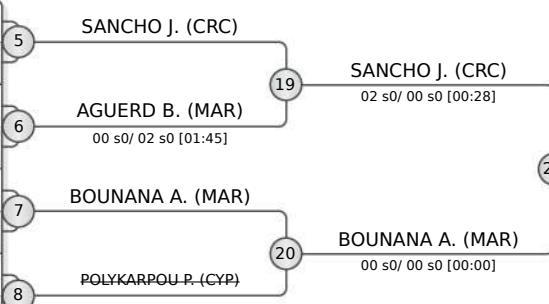 5
SANCHO J. (CRC)
19
SANCHO J. (CRC)
02 s0/ 00 s0 [00:28]
6
AGUERD B. (MAR)
00 s0/ 02 s0 [01:45]
7
BOUNANA A. (MAR)
20
BOUNANA A. (MAR)
00 s0/ 00 s0 [00:00]
8
POLYKARPOU P. (CYP)